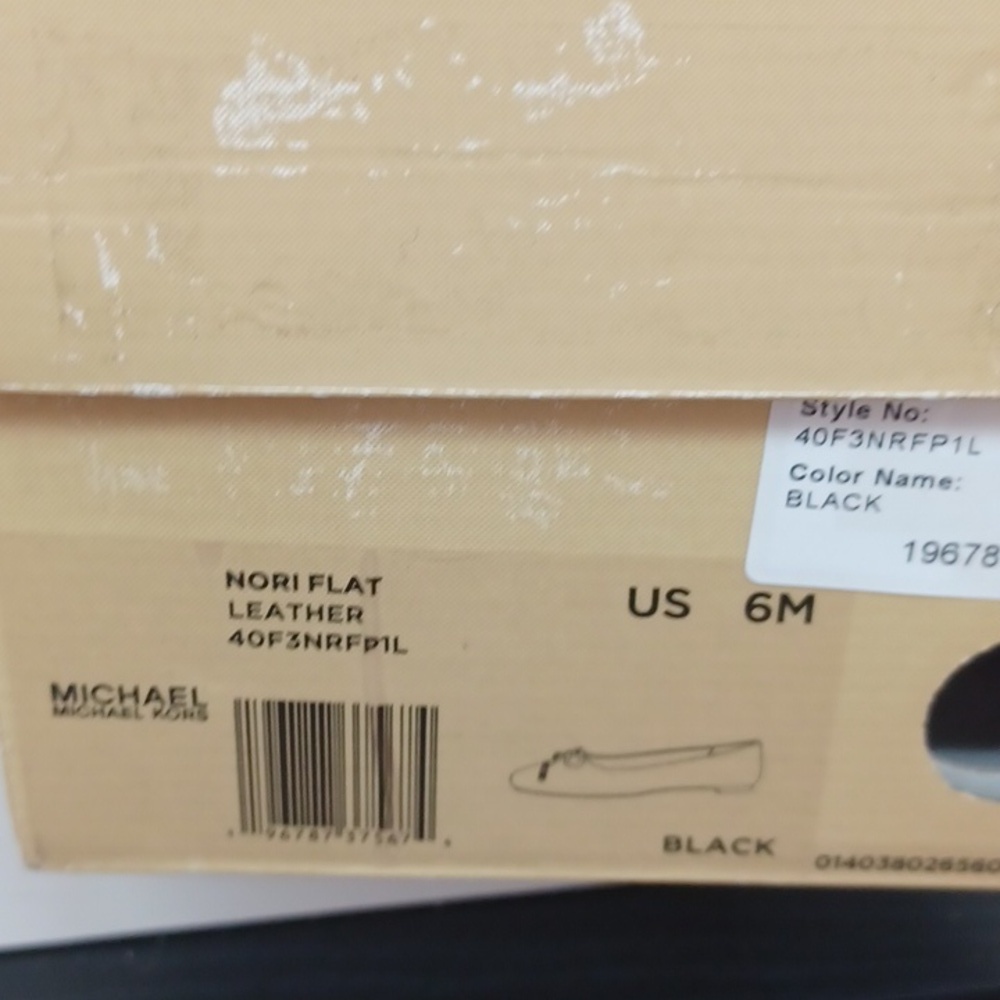 Style No:
40F3NRFP1L
Color Name:
BLACK
19678
NORI FLAT
LEATHER
40F3NRFP1L
US 6M
MICHAEL
MICHAEL KORS
BLACK